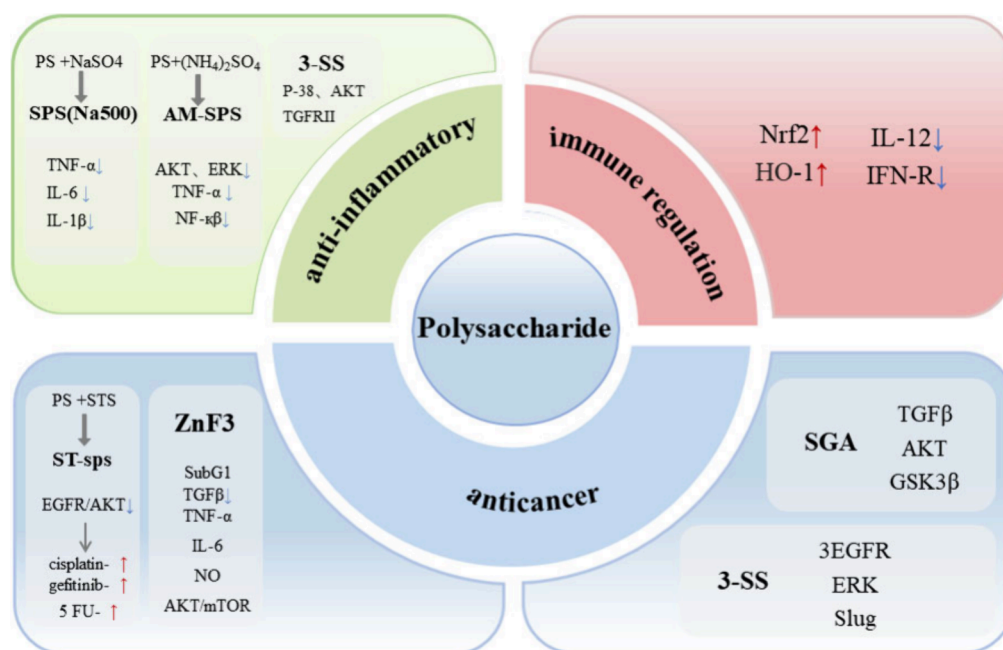 PS +NaSO4
SPS(Na500)
TNF-α↓
IL-6↓
IL-1β↓
PS+(NH₄)₂SO₄
AM-SPS
AKT、ERK↓
TNF-α↓
NF-κβ↓
3-SS
P-38、AKT
TGFRII
anti-inflammatory
immune regulation
Nrf2↑
IL-12↓
HO-1↑
IFN-R↓
Polysaccharide
anticancer
PS +STS
ST-sps
EGFR/AKT↓
cisplatin-↑
gefitinib-↑
5 FU-↑
ZnF3
SubG1
TGFβ↓
TNF-α
IL-6
NO
AKT/mTOR
SGA
TGFβ
AKT
GSK3β
3-SS
3EGFR
ERK
Slug